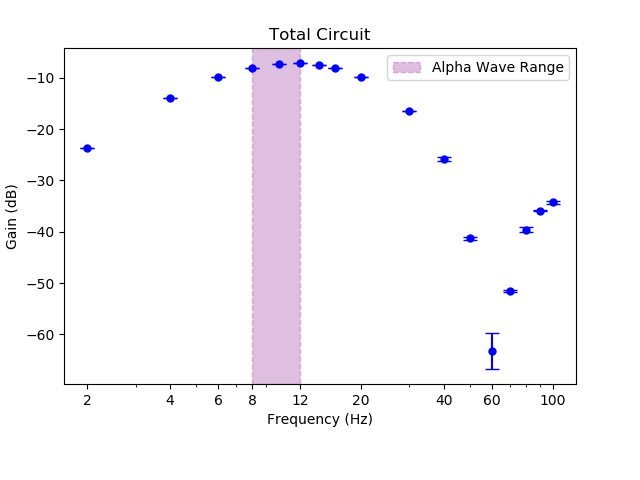 Total Circuit
Alpha Wave Range
Gain (dB)
−10
−20
−30
−40
−50
−60
2 4 6 8 12 20 40 60 100
Frequency (Hz)